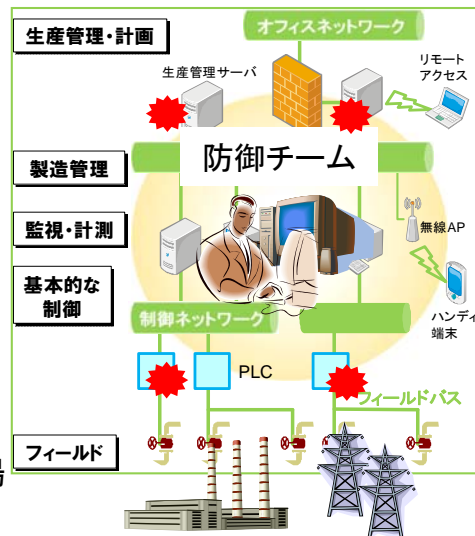 生産管理・計画
オフィスネットワーク
生産管理サーバ
リモート
アクセス
防御チーム
製造管理
監視・計測
無線AP
基本的な
制御
制御ネットワーク
ハンディ
端末
PLC
フィールドバス
フィールド
場